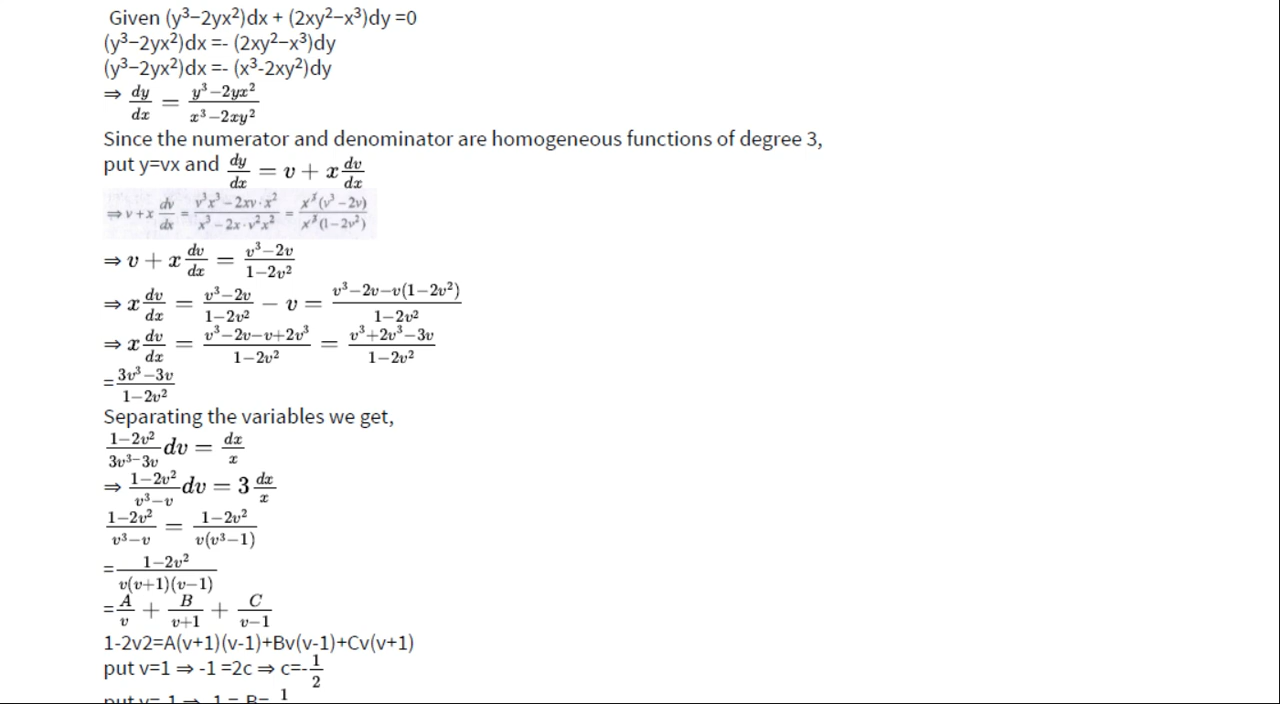 Given (y³−2yx²)dx + (2xy²−x³)dy =0
(y³−2yx²)dx =- (2xy²−x³)dy
(y³−2yx²)dx =- (x³-2xy²)dy
⇒ dy/dx = (y³−2yx²)/(x³−2xy²)
Since the numerator and denominator are homogeneous functions of degree 3,
put y=vx and dy/dx = v + x dv/dx
⇒ v + x dv/dx = (v³x³ − 2xv·x²)/(x³ − 2x·v²x²) = x³(v³ − 2v)/x³(1 − 2v²)
⇒ v + x dv/dx = (v³−2v)/(1−2v²)
⇒ x dv/dx = (v³−2v)/(1−2v²) − v = (v³−2v−v(1−2v²))/(1−2v²)
⇒ x dv/dx = (v³−2v−v+2v³)/(1−2v²) = (v³+2v³−3v)/(1−2v²)
= (3v³−3v)/(1−2v²)
Separating the variables we get,
(1−2v²)/(3v³−3v) dv = dx/x
⇒ (1−2v²)/(v³−v) dv = 3 dx/x
(1−2v²)/(v³−v) = (1−2v²)/(v(v³−1))
= (1−2v²)/(v(v+1)(v−1))
= A/v + B/(v+1) + C/(v−1)
1-2v2=A(v+1)(v-1)+Bv(v-1)+Cv(v+1)
put v=1 ⇒ -1 =2c ⇒ c=-1/2